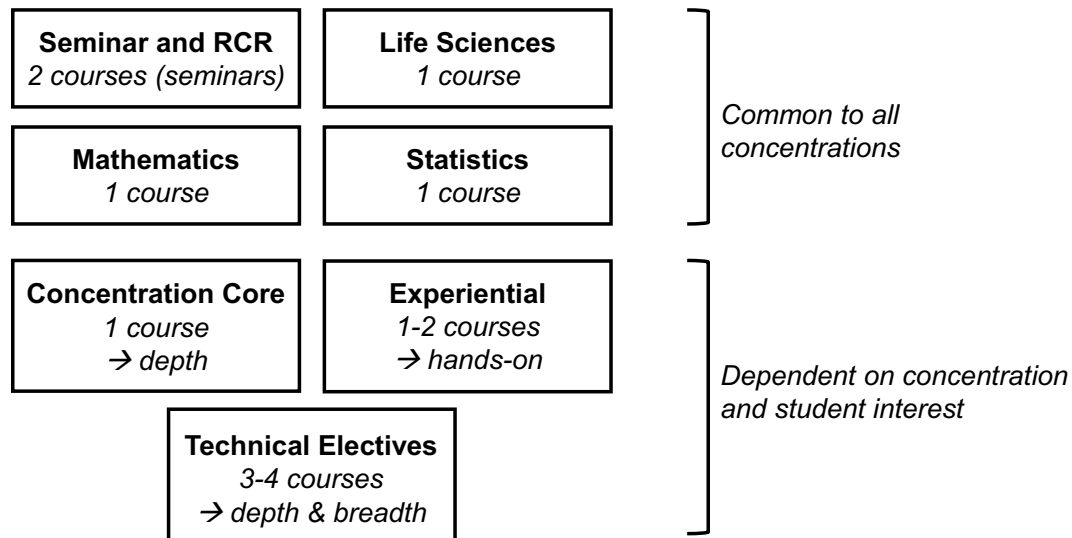 Seminar and RCR
2 courses (seminars)
Life Sciences
1 course
Mathematics
1 course
Statistics
1 course
Common to all
concentrations
Concentration Core
1 course
→ depth
Experiential
1-2 courses
→ hands-on
Technical Electives
3-4 courses
→ depth & breadth
Dependent on concentration
and student interest